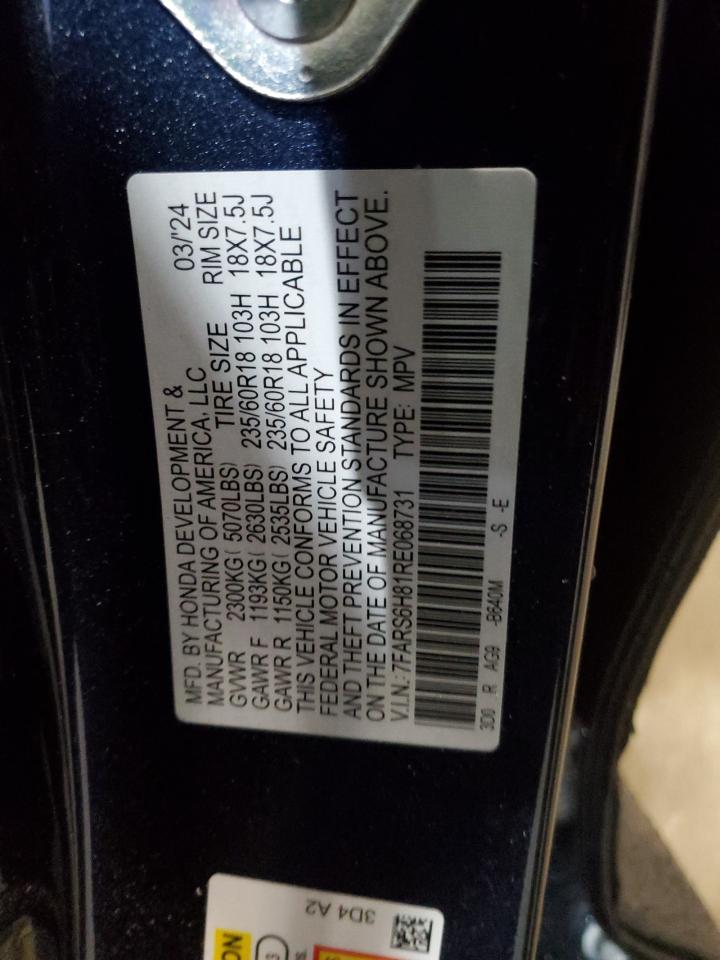 MFD. BY HONDA DEVELOPMENT & 03/'24
MANUFACTURING OF AMERICA, LLC RIM SIZE
TIRE SIZE
GVWR 2300KG( 5070LBS)
GAWR F 1193KG( 2630LBS) 235/60R18 103H 18X7.5J
GAWR R 1150KG( 2535LBS) 235/60R18 103H 18X7.5J
THIS VEHICLE CONFORMS TO ALL APPLICABLE
FEDERAL MOTOR VEHICLE SAFETY
AND THEFT PREVENTION STANDARDS IN EFFECT
ON THE DATE OF MANUFACTURE SHOWN ABOVE.
V.I.N.: 7FARS6H81RE068731 TYPE: MPV
3D0 R AG9 -B640M -S -E
3D4 A2